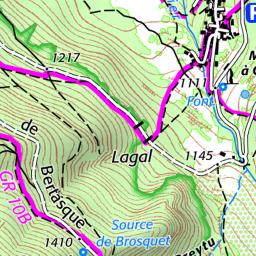 P
1217
M
à
1111
Font
de
Bertasque
GR 10B
Lagal
1145
Source
de Brosquet
1410